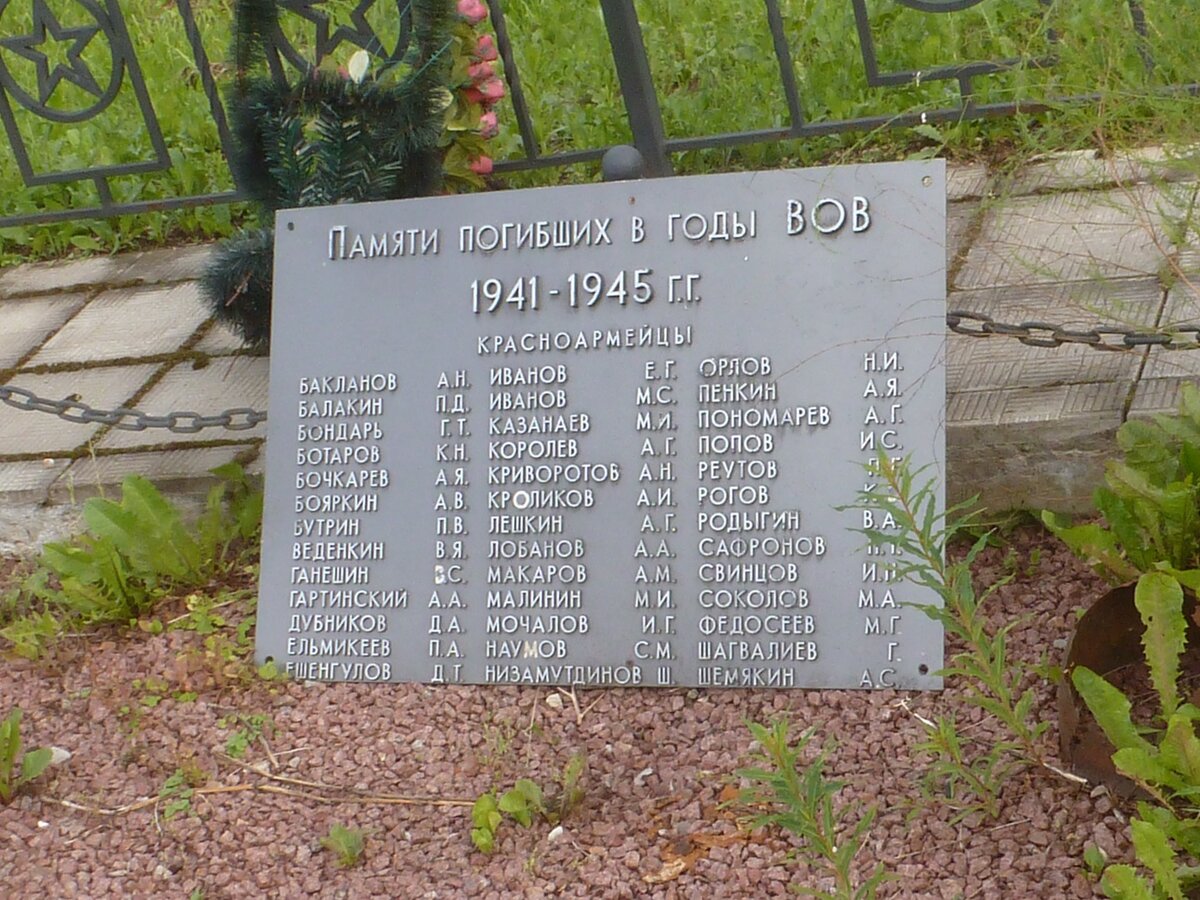 Памяти погибших в годы ВОВ
1941-1945 г.г.
КРАСНОАРМЕЙЦЫ
БАКЛАНОВ А.Н. ИВАНОВ Е.Г. ОРЛОВ Н.И.
БАЛАКИН П.Д. ИВАНОВ М.С. ПЕНКИН А.Я.
БОНДАРЬ Г.Т. КАЗАНАЕВ М.И. ПОНОМАРЕВ А.Г.
БОТАРОВ К.Н. КОРОЛЕВ А.Г. ПОПОВ И.С.
БОЧКАРЕВ А.Я. КРИВОРОТОВ А.Н. РЕУТОВ
БОЯРКИН А.В. КРОЛИКОВ А.И. РОГОВ
БУТРИН П.В. ЛЕШКИН А.Г. РОДЫГИН В.А.
ВЕДЕНКИН В.Я. ЛОБАНОВ А.А. САФРОНОВ
ГАНЕШИН В.С. МАКАРОВ А.М. СВИНЦОВ
ГАРТИНСКИЙ А.А. МАЛИНИН М.И. СОКОЛОВ М.А.
ДУБНИКОВ Д.А. МОЧАЛОВ И.Г. ФЕДОСЕЕВ М.Г.
ЕЛЬМИКЕЕВ П.А. НАУМОВ С.М. ШАГВАЛИЕВ Г.
ЕШЕНГУЛОВ Д.Т. НИЗАМУТДИНОВ Ш. ШЕМЯКИН А.С.